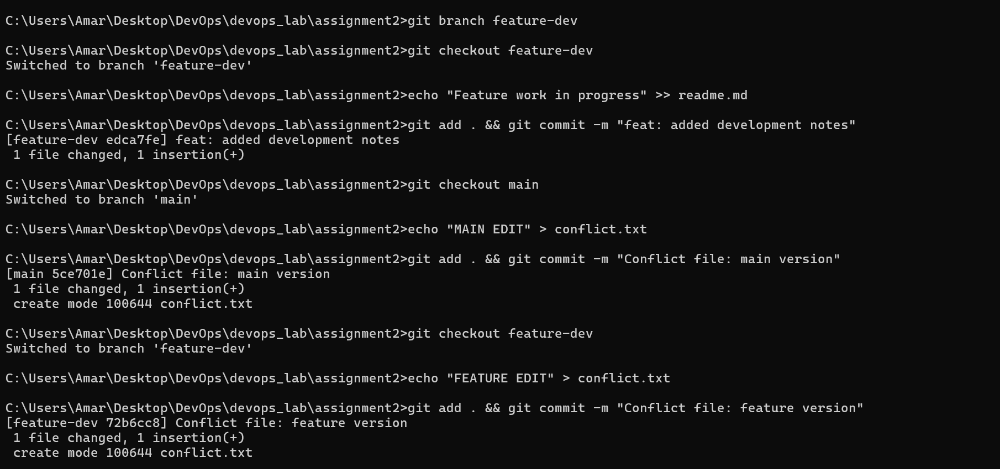 C:\Users\Amar\Desktop\DevOps\devops_lab\assignment2>git branch feature-dev
C:\Users\Amar\Desktop\DevOps\devops_lab\assignment2>git checkout feature-dev
Switched to branch 'feature-dev'
C:\Users\Amar\Desktop\DevOps\devops_lab\assignment2>echo "Feature work in progress" >> readme.md
C:\Users\Amar\Desktop\DevOps\devops_lab\assignment2>git add . && git commit -m "feat: added development notes"
[feature-dev edca7fe] feat: added development notes
 1 file changed, 1 insertion(+)
C:\Users\Amar\Desktop\DevOps\devops_lab\assignment2>git checkout main
Switched to branch 'main'
C:\Users\Amar\Desktop\DevOps\devops_lab\assignment2>echo "MAIN EDIT" > conflict.txt
C:\Users\Amar\Desktop\DevOps\devops_lab\assignment2>git add . && git commit -m "Conflict file: main version"
[main 5ce701e] Conflict file: main version
 1 file changed, 1 insertion(+)
 create mode 100644 conflict.txt
C:\Users\Amar\Desktop\DevOps\devops_lab\assignment2>git checkout feature-dev
Switched to branch 'feature-dev'
C:\Users\Amar\Desktop\DevOps\devops_lab\assignment2>echo "FEATURE EDIT" > conflict.txt
C:\Users\Amar\Desktop\DevOps\devops_lab\assignment2>git add . && git commit -m "Conflict file: feature version"
[feature-dev 72b6cc8] Conflict file: feature version
 1 file changed, 1 insertion(+)
 create mode 100644 conflict.txt